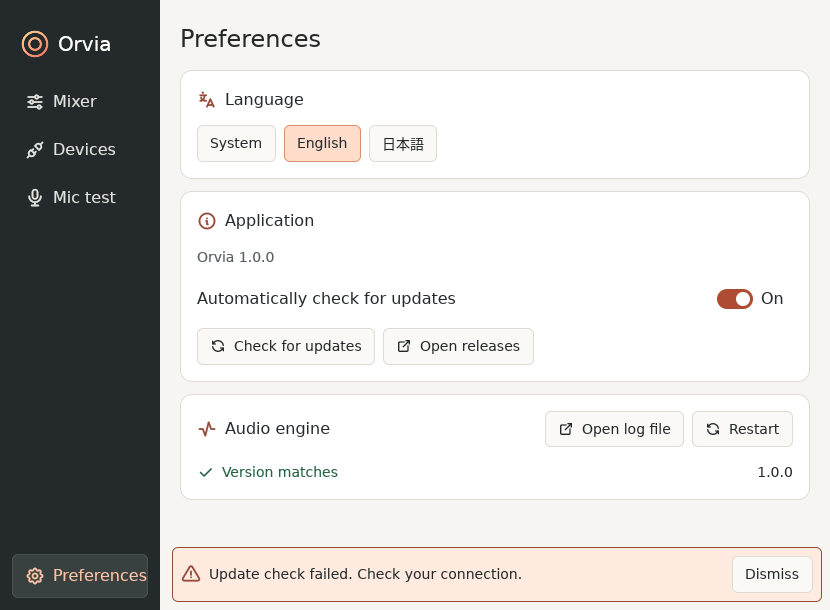 Orvia
Mixer
Devices
Mic test
Preferences
Preferences
Language
System
English
日本語
Application
Orvia 1.0.0
Automatically check for updates
On
Check for updates
Open releases
Audio engine
Open log file
Restart
Version matches
1.0.0
Update check failed. Check your connection.
Dismiss